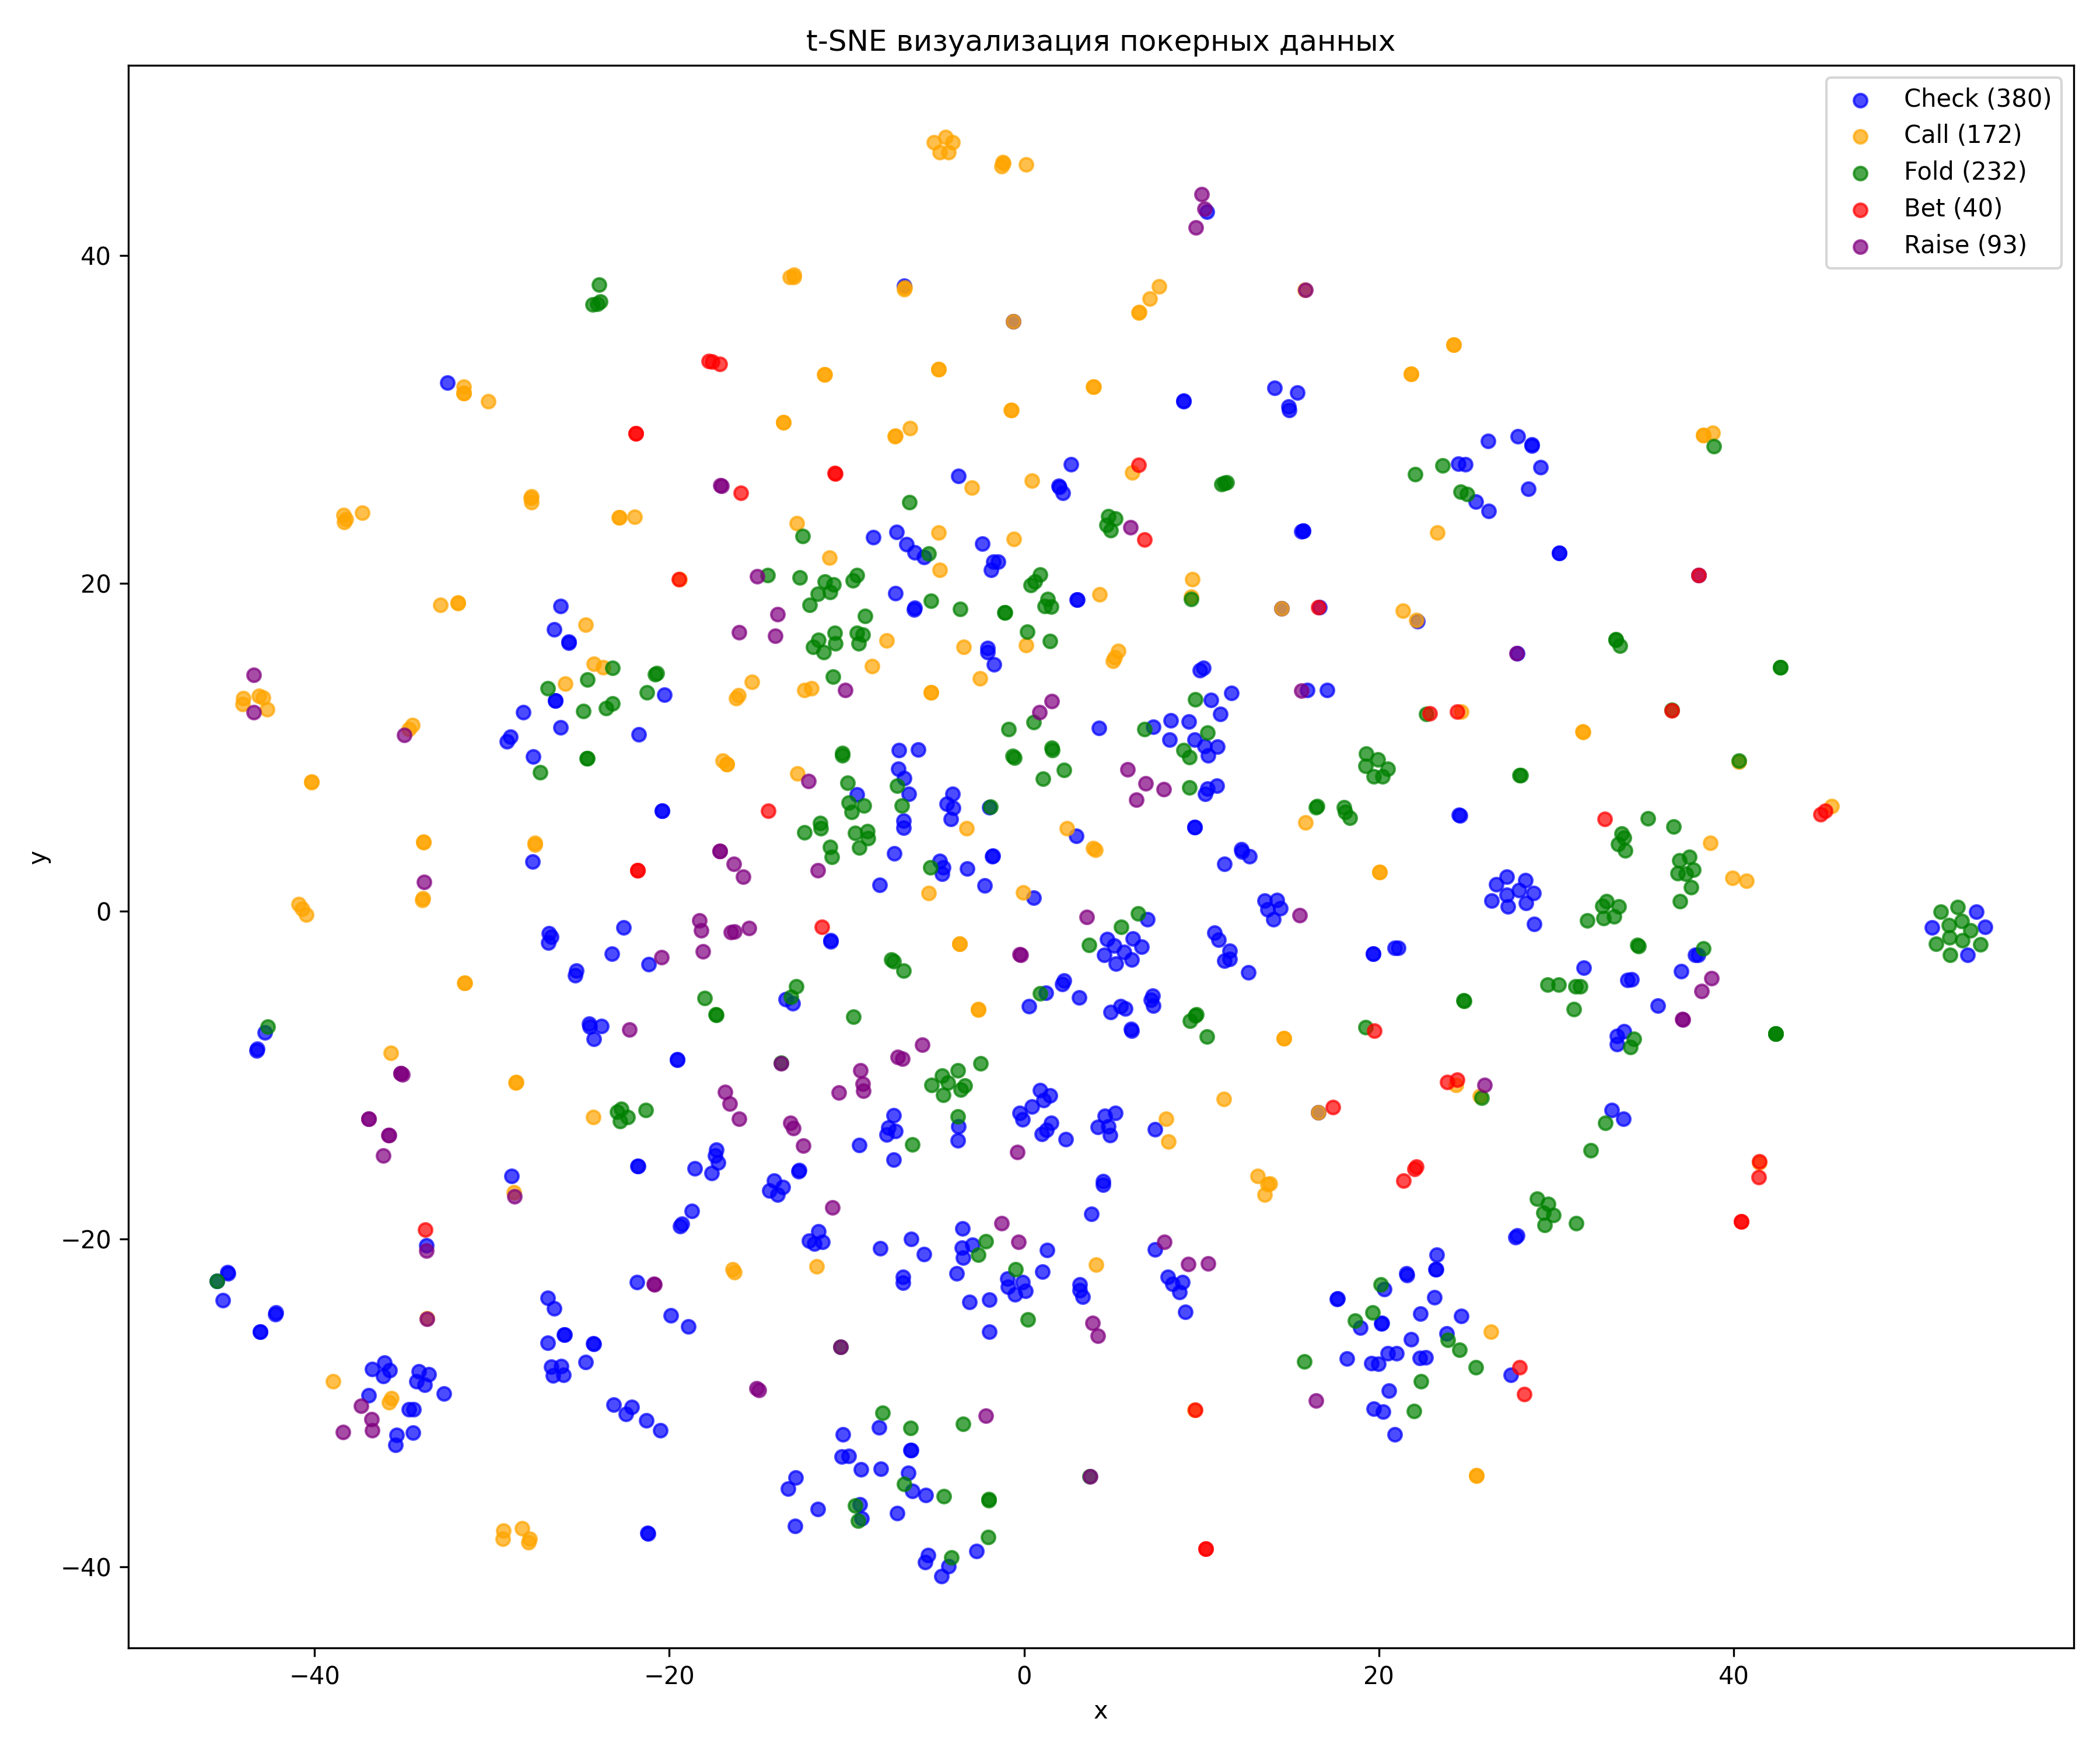 t-SNE визуализация покерных данных
Check (380)
Call (172)
Fold (232)
Bet (40)
Raise (93)
40
20
0
−20
−40
y
−40
−20
0
20
40
x